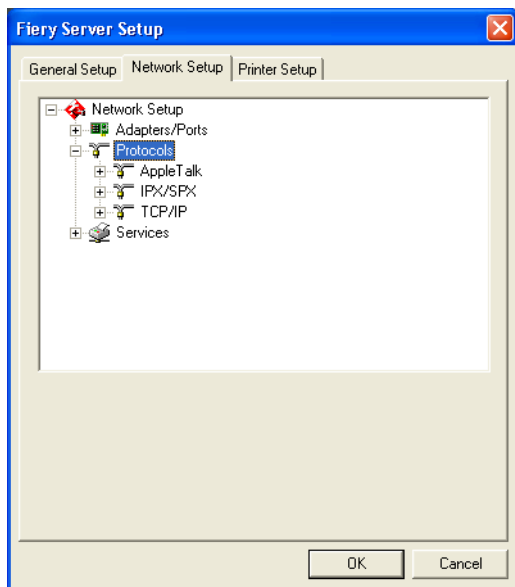 Fiery Server Setup
General Setup Network Setup Printer Setup
Network Setup
Adapters/Ports
Protocols
AppleTalk
IPX/SPX
TCP/IP
Services
OK Cancel